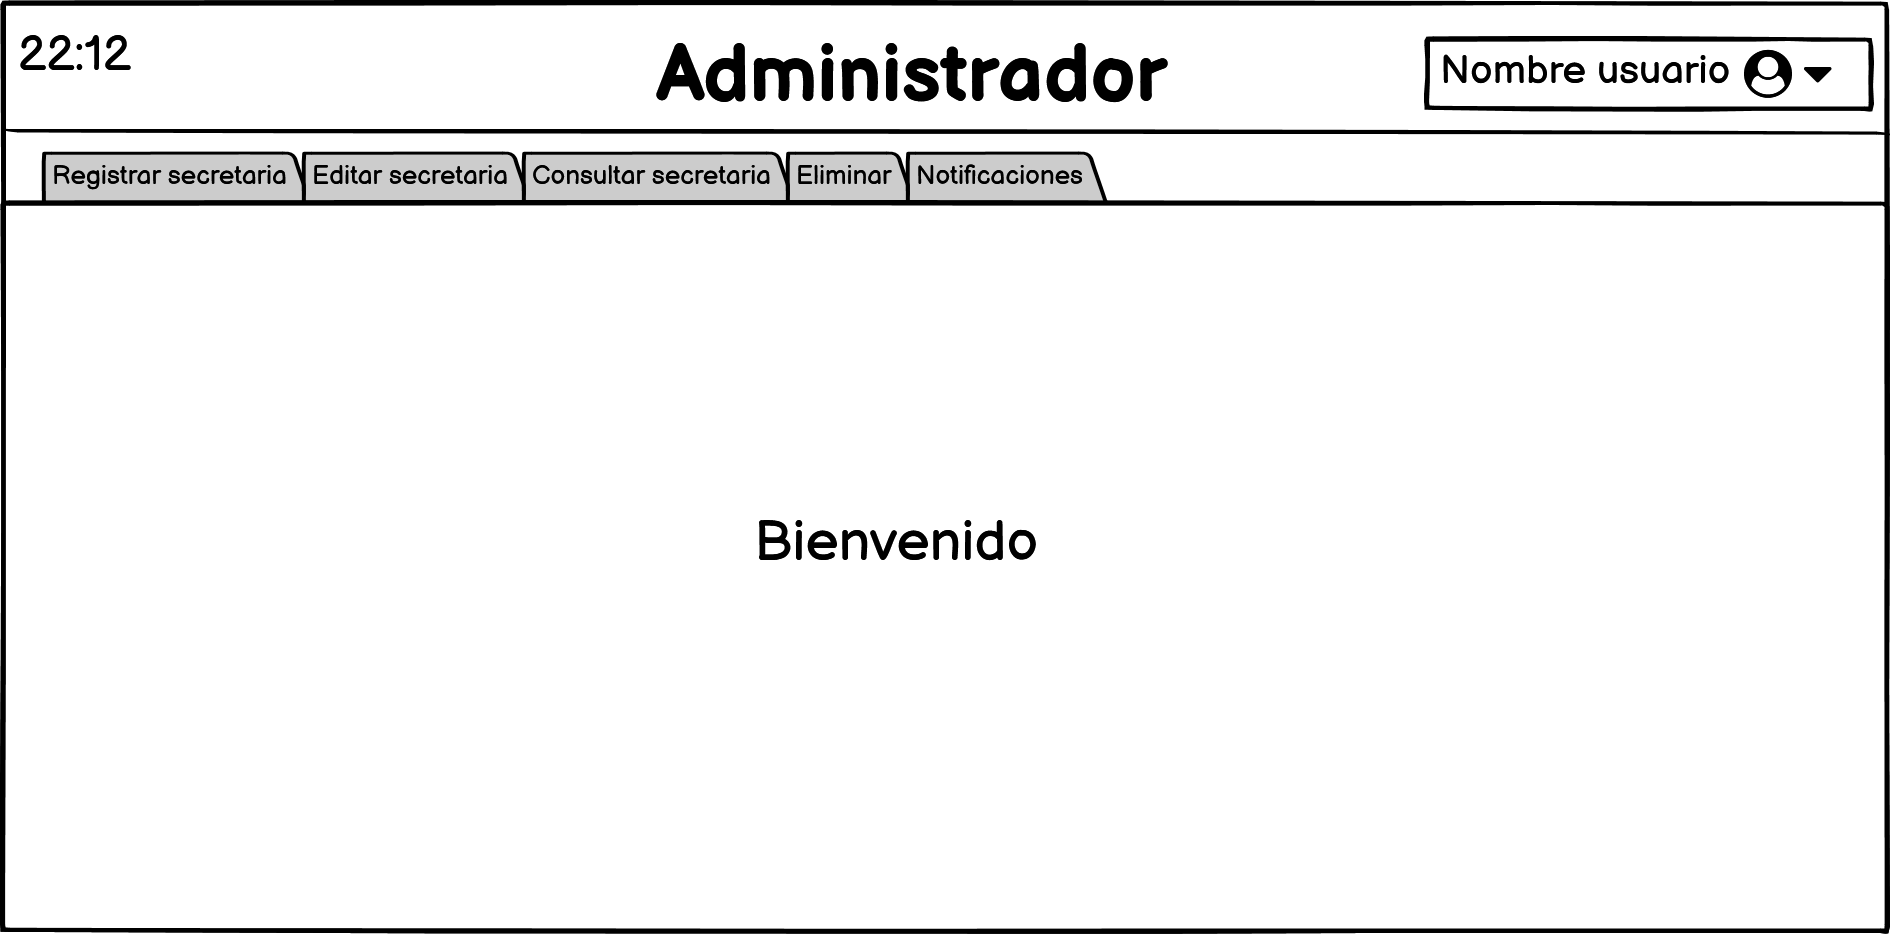 22:12
Administrador
Nombre usuario
Registrar secretaria
Editar secretaria
Consultar secretaria
Eliminar
Notificaciones
Bienvenido